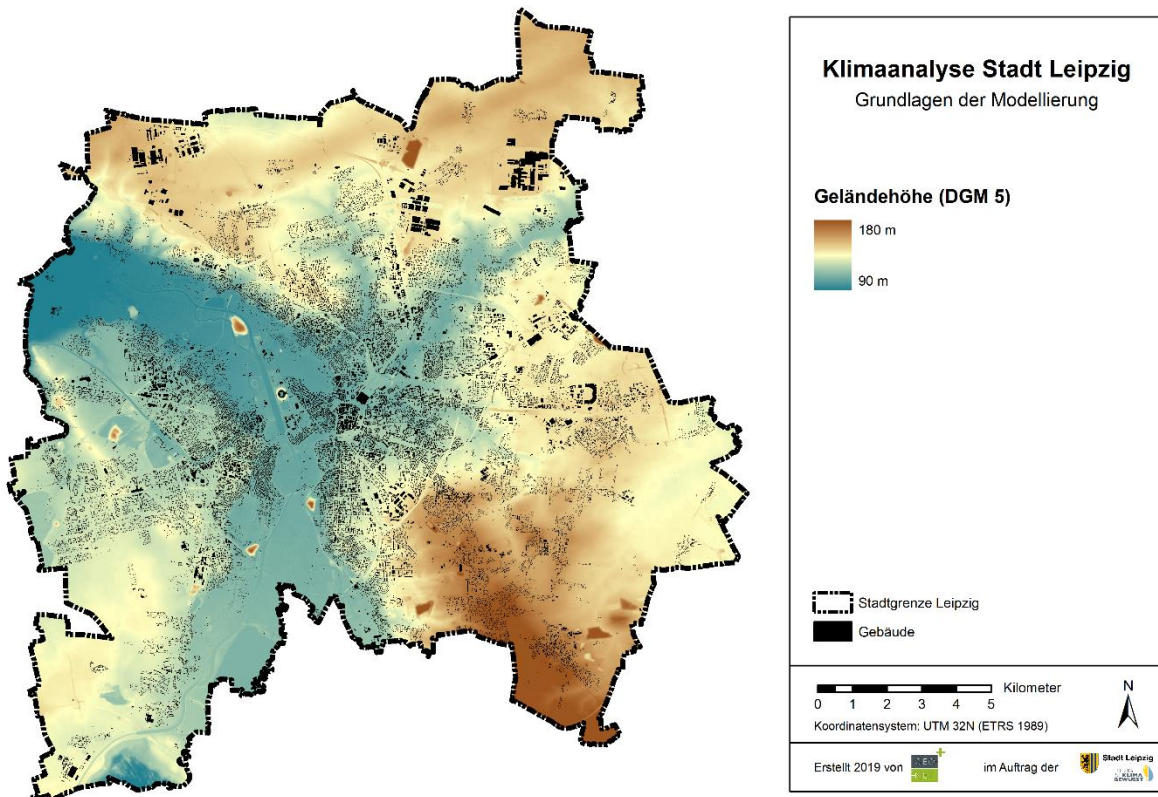 Klimaanalyse Stadt Leipzig
Grundlagen der Modellierung
Geländehöhe (DGM 5)
180 m
90 m
Stadtgrenze Leipzig
Gebäude
Kilometer
0 1 2 3 4 5
N
Koordinatensystem: UTM 32N (ETRS 1989)
Erstellt 2019 von
im Auftrag der
Stadt Leipzig
KLIMA